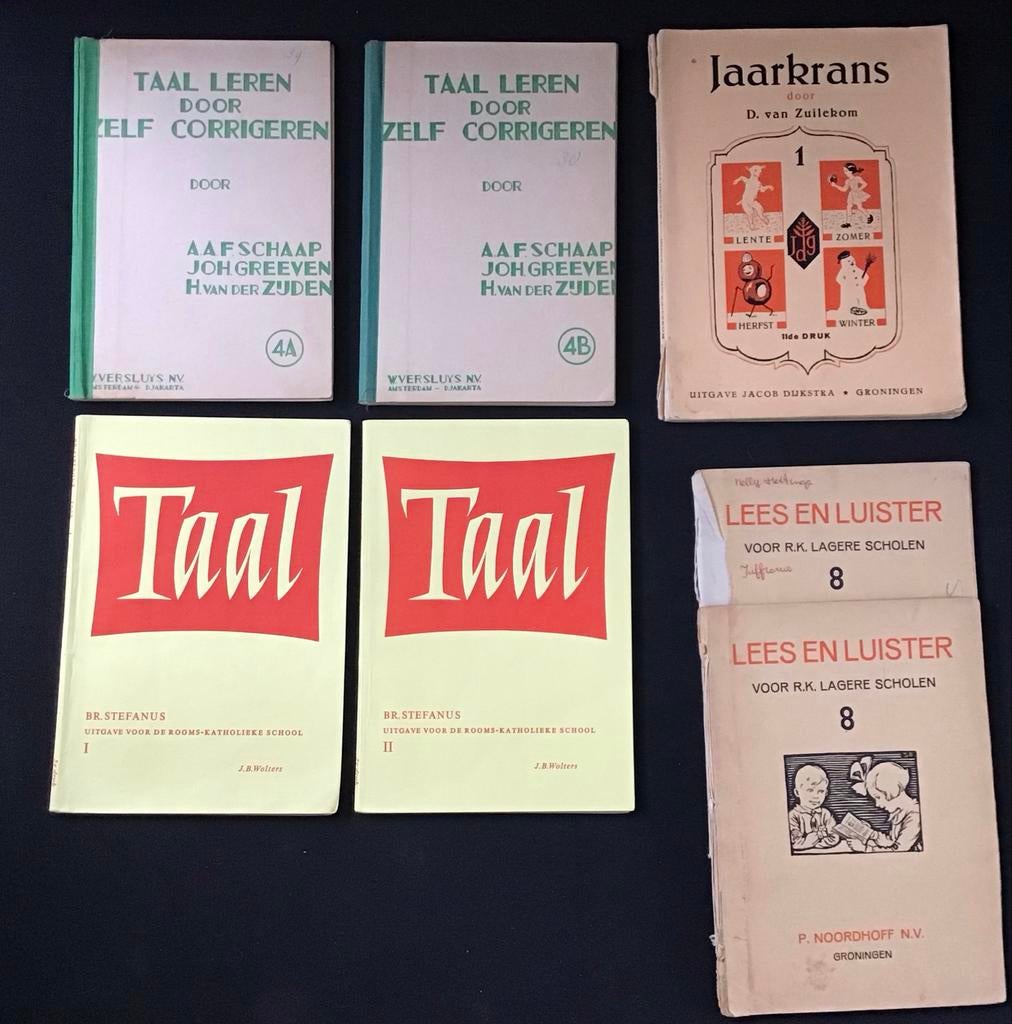 39
TAAL LEREN
DOOR
ZELF CORRIGEREN
DOOR
A.A.F. SCHAAP
JOH. GREEVEN
H. VAN DER ZIJDEN
4A
W. VERSLUYS N.V.
AMSTERDAM - DJAKARTA
TAAL LEREN
DOOR
ZELF CORRIGEREN
30
DOOR
A.A.F. SCHAAP
JOH. GREEVEN
H. VAN DER ZIJDEN
4B
W. VERSLUYS N.V.
AMSTERDAM - DJAKARTA
Jaarkrans
door
D. van Zuilekom
1
LENTE
ZOMER
Jdg
HERFST
WINTER
11de DRUK
UITGAVE JACOB DIJKSTRA ★ GRONINGEN
Taal
BR. STEFANUS
UITGAVE VOOR DE ROOMS-KATHOLIEKE SCHOOL
I
J.B.Wolters
Taal
BR. STEFANUS
UITGAVE VOOR DE ROOMS-KATHOLIEKE SCHOOL
II
J.B.Wolters
Nelly
LEES EN LUISTER
VOOR R.K. LAGERE SCHOLEN
8
LEES EN LUISTER
VOOR R.K. LAGERE SCHOLEN
8
P. NOORDHOFF N.V.
GRONINGEN